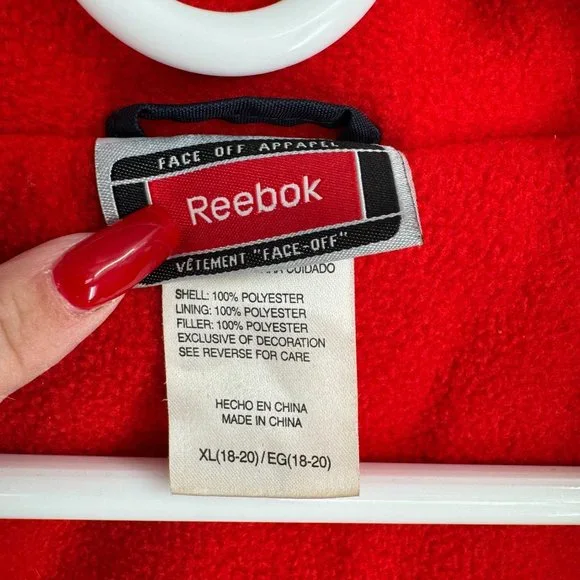 FACE OFF APPAREL
Reebok
VÊTEMENT "FACE-OFF"
CUIDADO
SHELL: 100% POLYESTER
LINING: 100% POLYESTER
FILLER: 100% POLYESTER
EXCLUSIVE OF DECORATION
SEE REVERSE FOR CARE
HECHO EN CHINA
MADE IN CHINA
XL(18-20)/EG(18-20)